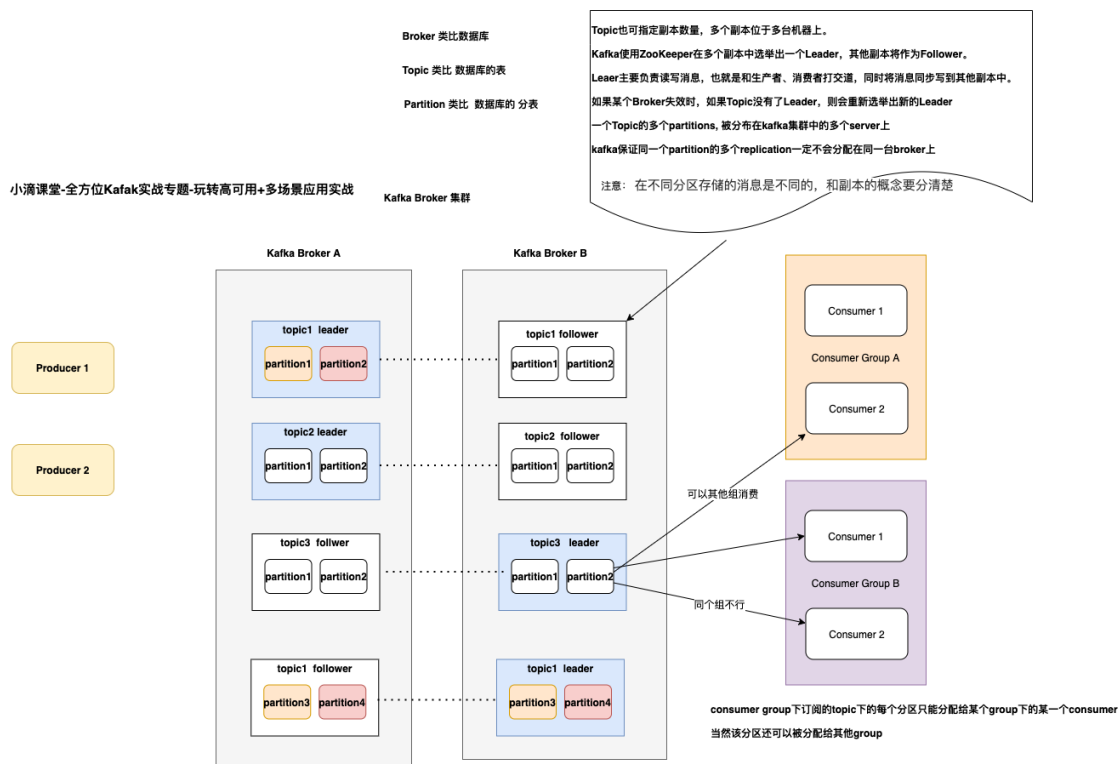 Broker 类比数据库
Topic 类比 数据库的表
Partition 类比  数据库的 分表
Topic也可指定副本数量，多个副本位于多台机器上。
Kafka使用ZooKeeper在多个副本中选举出一个Leader，其他副本将作为Follower。
Leaer主要负责读写消息，也就是和生产者、消费者打交道，同时将消息同步写到其他副本中。
如果某个Broker失效时，如果Topic没有了Leader，则会重新选举出新的Leader
一个Topic的多个partitions, 被分布在kafka集群中的多个server上
kafka保证同一个partition的多个replication一定不会分配在同一台broker上
注意： 在不同分区存储的消息是不同的，和副本的概念要分清楚
小滴课堂-全方位Kafak实战专题-玩转高可用+多场景应用实战
Kafka Broker 集群
Kafka Broker A
Kafka Broker B
Producer 1
Producer 2
topic1 leader
partition1 partition2
topic1 follower
partition1 partition2
topic2 leader
partition1 partition2
topic2 follower
partition1 partition2
topic3 follwer
partition1 partition2
topic3 leader
partition1 partition2
topic1 follower
partition3 partition4
topic1 leader
partition3 partition4
Consumer 1
Consumer Group A
Consumer 2
可以其他组消费
同个组不行
Consumer 1
Consumer Group B
Consumer 2
consumer group下订阅的topic下的每个分区只能分配给某个group下的某一个consumer
当然该分区还可以被分配给其他group